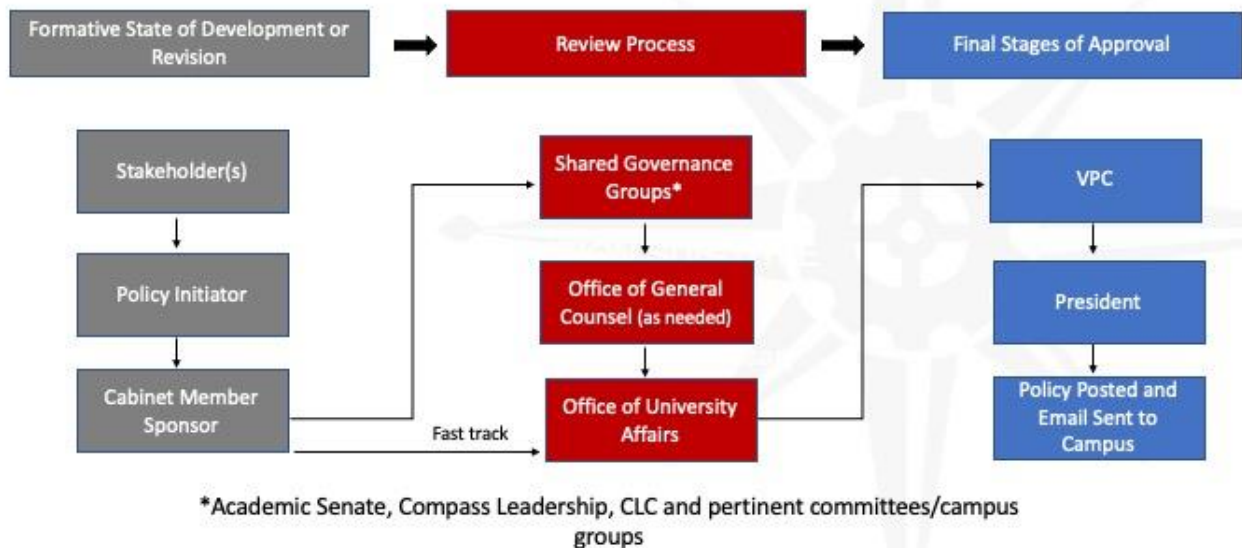 Formative State of Development or
Revision
Review Process
Final Stages of Approval
Stakeholder(s)
Policy Initiator
Cabinet Member
Sponsor
Fast track
Shared Governance
Groups*
Office of General
Counsel (as needed)
Office of University
Affairs
VPC
President
Policy Posted and
Email Sent to
Campus
*Academic Senate, Compass Leadership, CLC and pertinent committees/campus
groups